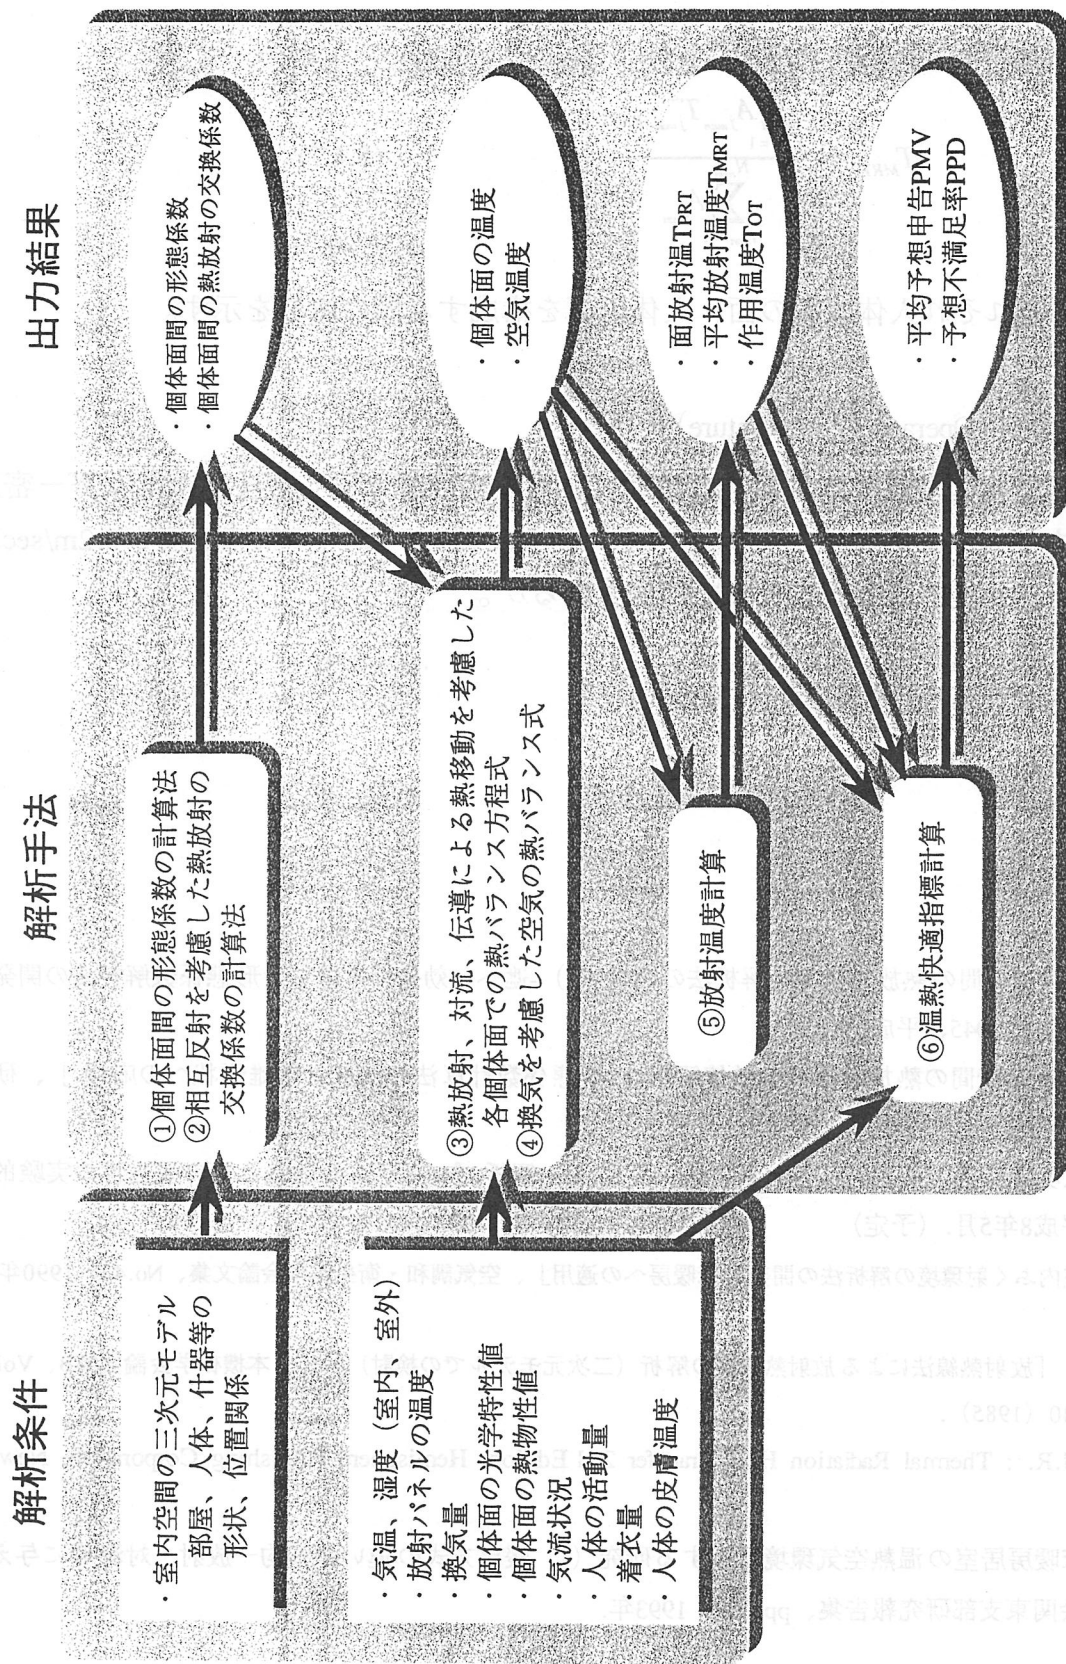 解析条件
・室内空間の三次元モデル
部屋、人体、什器等の
形状、位置関係
・気温、湿度（室内、室外）
・放射パネルの温度
・換気量
・個体面の光学特性値
・個体面の熱物性値
・気流状況
・人体の活動量
・着衣量
・人体の皮膚温度
解析手法
①個体面間の形態係数の計算法
②相互反射を考慮した熱放射の
交換係数の計算法
③熱放射、対流、伝導による熱移動を考慮した
各個体面での熱バランス方程式
④換気を考慮した空気の熱バランス式
⑤放射温度計算
⑥温熱快適指標計算
出力結果
・個体面間の形態係数
・個体面間の熱放射の交換係数
・個体面の温度
・空気温度
・面放射温TPRT
・平均放射温度TMRT
・作用温度TOT
・平均予想申告PMV
・予想不満足率PPD